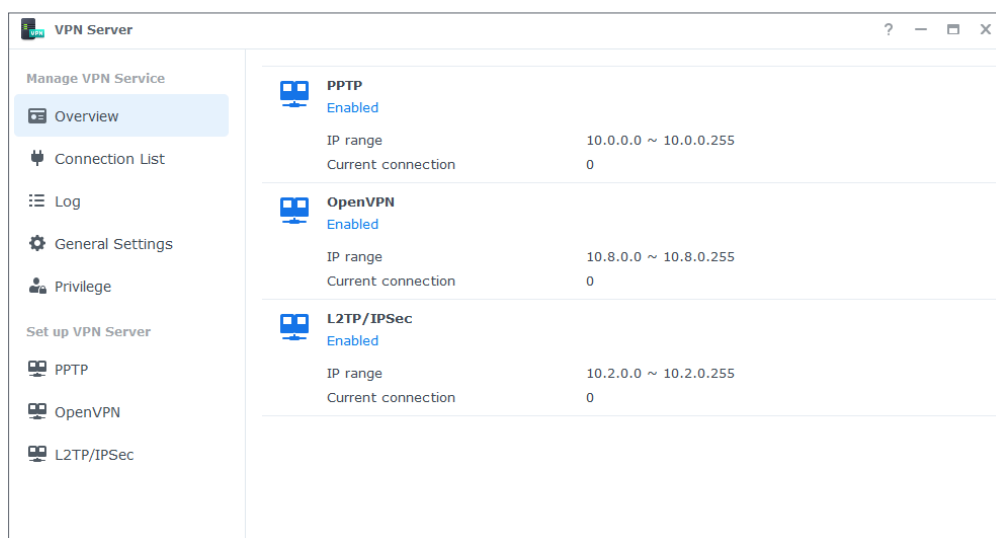 VPN Server
Manage VPN Service
Overview
Connection List
Log
General Settings
Privilege
Set up VPN Server
PPTP
OpenVPN
L2TP/IPSec
PPTP
Enabled
IP range 10.0.0.0 ~ 10.0.0.255
Current connection 0
OpenVPN
Enabled
IP range 10.8.0.0 ~ 10.8.0.255
Current connection 0
L2TP/IPSec
Enabled
IP range 10.2.0.0 ~ 10.2.0.255
Current connection 0